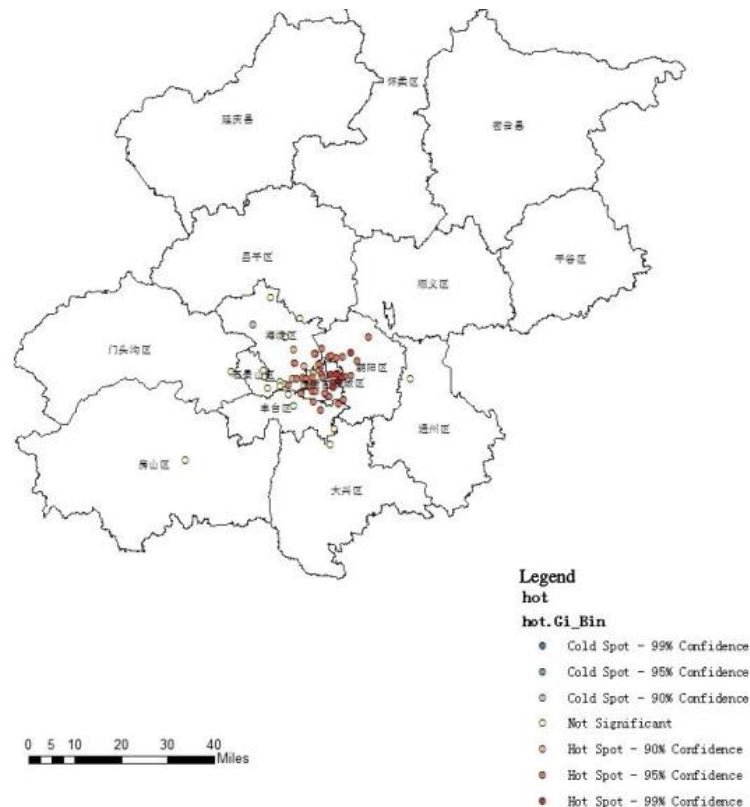 怀柔区
延庆县
密云县
昌平区
平谷区
顺义区
海淀区
门头沟区
朝阳区
丰台区
通州区
房山区
大兴区
Legend
hot
hot.Gi_Bin
Cold Spot - 99% Confidence
Cold Spot - 95% Confidence
Cold Spot - 90% Confidence
Not Significant
Hot Spot - 90% Confidence
Hot Spot - 95% Confidence
Hot Spot - 99% Confidence
0 5 10 20 30 40
Miles